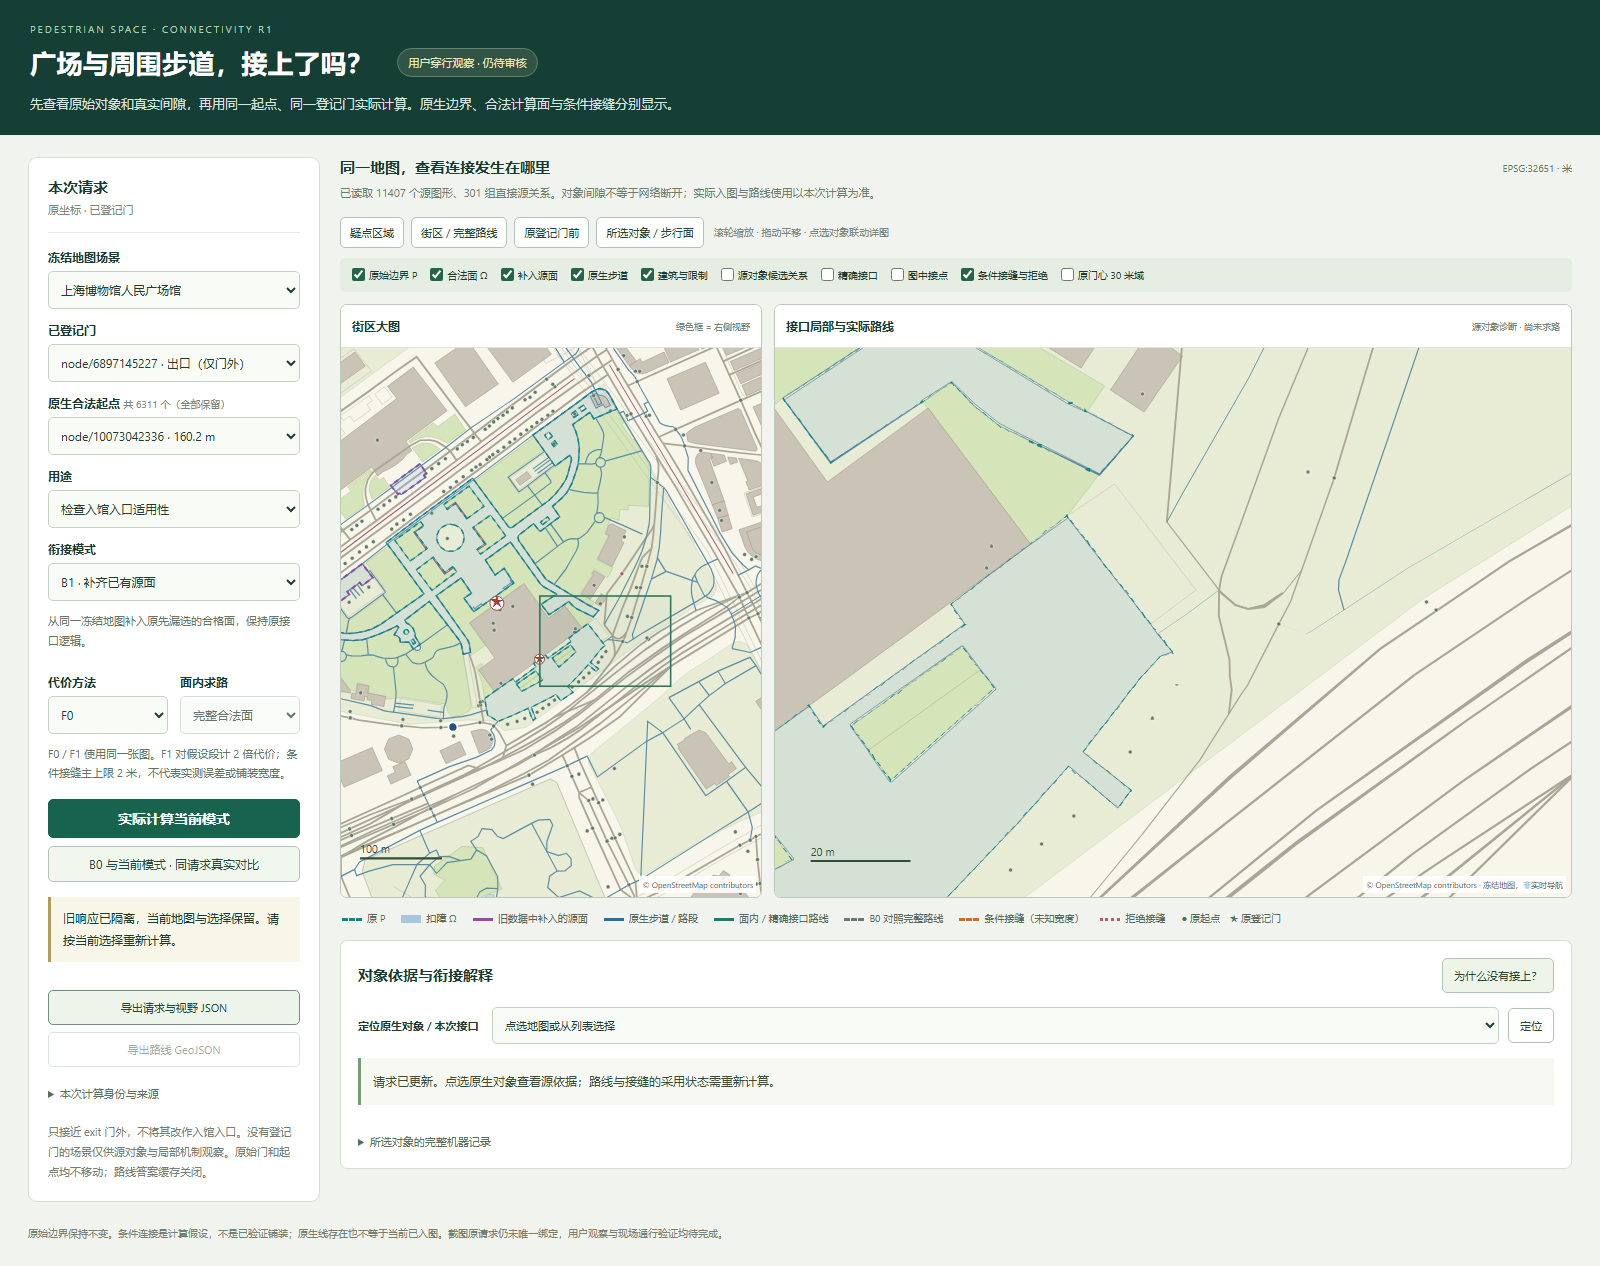 PEDESTRIAN SPACE · CONNECTIVITY R1
广场与周围步道，接上了吗？
用户穿行观察 · 仍待审核
先查看原始对象和真实间隙，再用同一起点、同一登记门实际计算。原生边界、合法计算面与条件接缝分别显示。
本次请求
原坐标 · 已登记门
冻结地图场景
上海博物馆人民广场馆
已登记门
node/6897145227 · 出口（仅门外）
原生合法起点 共 6311 个（全部保留）
node/10073042336 · 160.2 m
用途
检查入馆入口适用性
衔接模式
B1 · 补齐已有源面
从同一冻结地图补入原先漏选的合格面，保持原接
口逻辑。
代价方法
面内求路
F0
完整合法面
F0 / F1 使用同一张图。F1 对假设段计 2 倍代价；条
件接缝主上限 2 米，不代表实测误差或铺装宽度。
实际计算当前模式
B0 与当前模式 · 同请求真实对比
旧响应已隔离，当前地图与选择保留。请
按当前选择重新计算。
导出请求与视野 JSON
导出路线 GeoJSON
▶ 本次计算身份与来源
只接近 exit 门外，不将其改作入馆入口。没有登记
门的场景仅供源对象与局部机制观察。原始门和起
点均不移动；路线答案缓存关闭。
同一地图，查看连接发生在哪里
EPSG:32651 · 米
已读取 11407 个源图形、301 组直接源关系。对象间隙不等于网络断开；实际入图与路线使用以本次计算为准。
疑点区域
街区 / 完整路线
原登记门前
所选对象 / 步行面
滚轮缩放 · 拖动平移 · 点选对象联动详图
原始边界 P
合法面 Ω
补入源面
原生步道
建筑与限制
源对象候选关系
精确接口
图中接点
条件接缝与拒绝
原门心 30 米域
街区大图
绿色框 = 右侧视野
100 m
© OpenStreetMap contributors
接口局部与实际路线
源对象诊断 · 尚未求路
20 m
© OpenStreetMap contributors · 冻结地图，非实时导航
原 P
扣障 Ω
旧数据中补入的源面
原生步道 / 路段
面内 / 精确接口路线
B0 对照完整路线
条件接缝（未知宽度）
拒绝接缝
● 原起点
★ 原登记门
对象依据与衔接解释
为什么没有接上？
定位原生对象 / 本次接口
点选地图或从列表选择
定位
请求已更新。点选原生对象查看源依据；路线与接缝的采用状态需重新计算。
▶ 所选对象的完整机器记录
原始边界保持不变。条件连接是计算假设，不是已验证铺装；原生线存在也不等于当前已入图。截图原请求仍未唯一绑定，用户观察与现场通行验证均待完成。